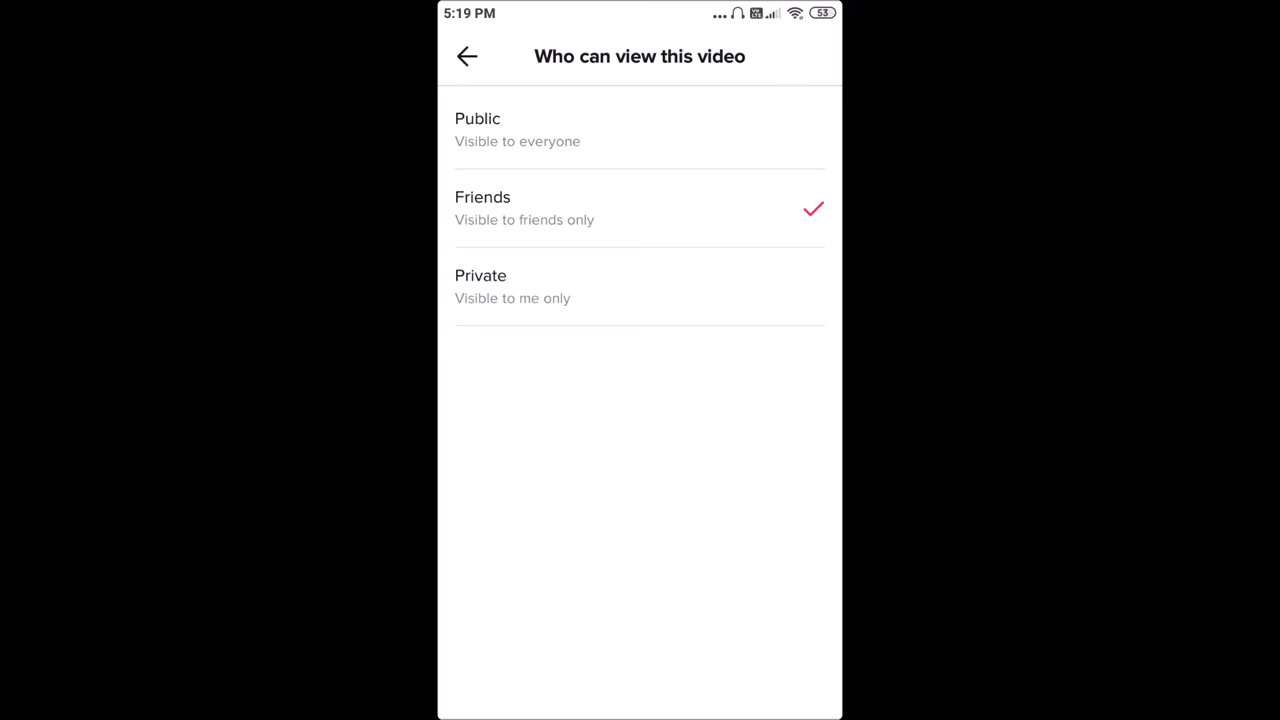 5:19 PM
53
Who can view this video
Public
Visible to everyone
Friends
Visible to friends only
Private
Visible to me only